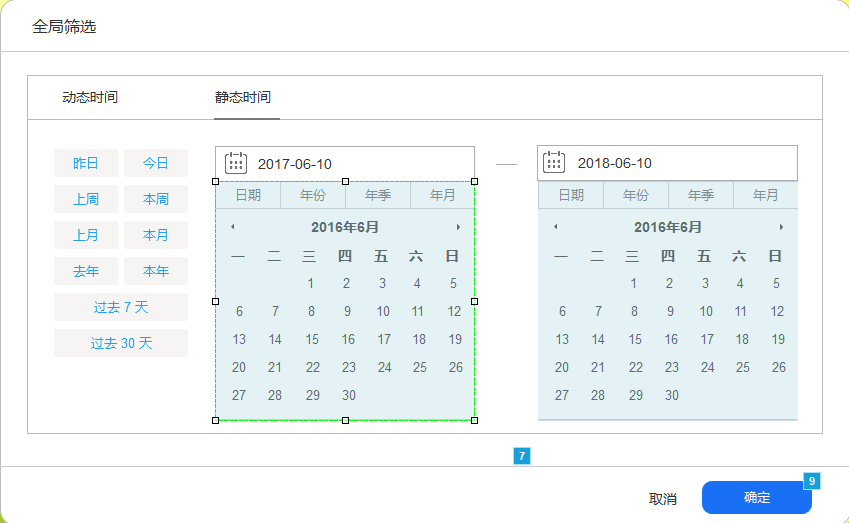 全局筛选
动态时间 静态时间
昨日 今日
上周 本周
上月 本月
去年 本年
过去 7 天
过去 30 天
2017-06-10
日期 年份 年季 年月
2016年6月
一 二 三 四 五 六 日
1 2 3 4 5
6 7 8 9 10 11 12
13 14 15 16 17 18 19
20 21 22 23 24 25 26
27 28 29 30
2018-06-10
日期 年份 年季 年月
2016年6月
一 二 三 四 五 六 日
1 2 3 4 5
6 7 8 9 10 11 12
13 14 15 16 17 18 19
20 21 22 23 24 25 26
27 28 29 30
7
取消 确定 9